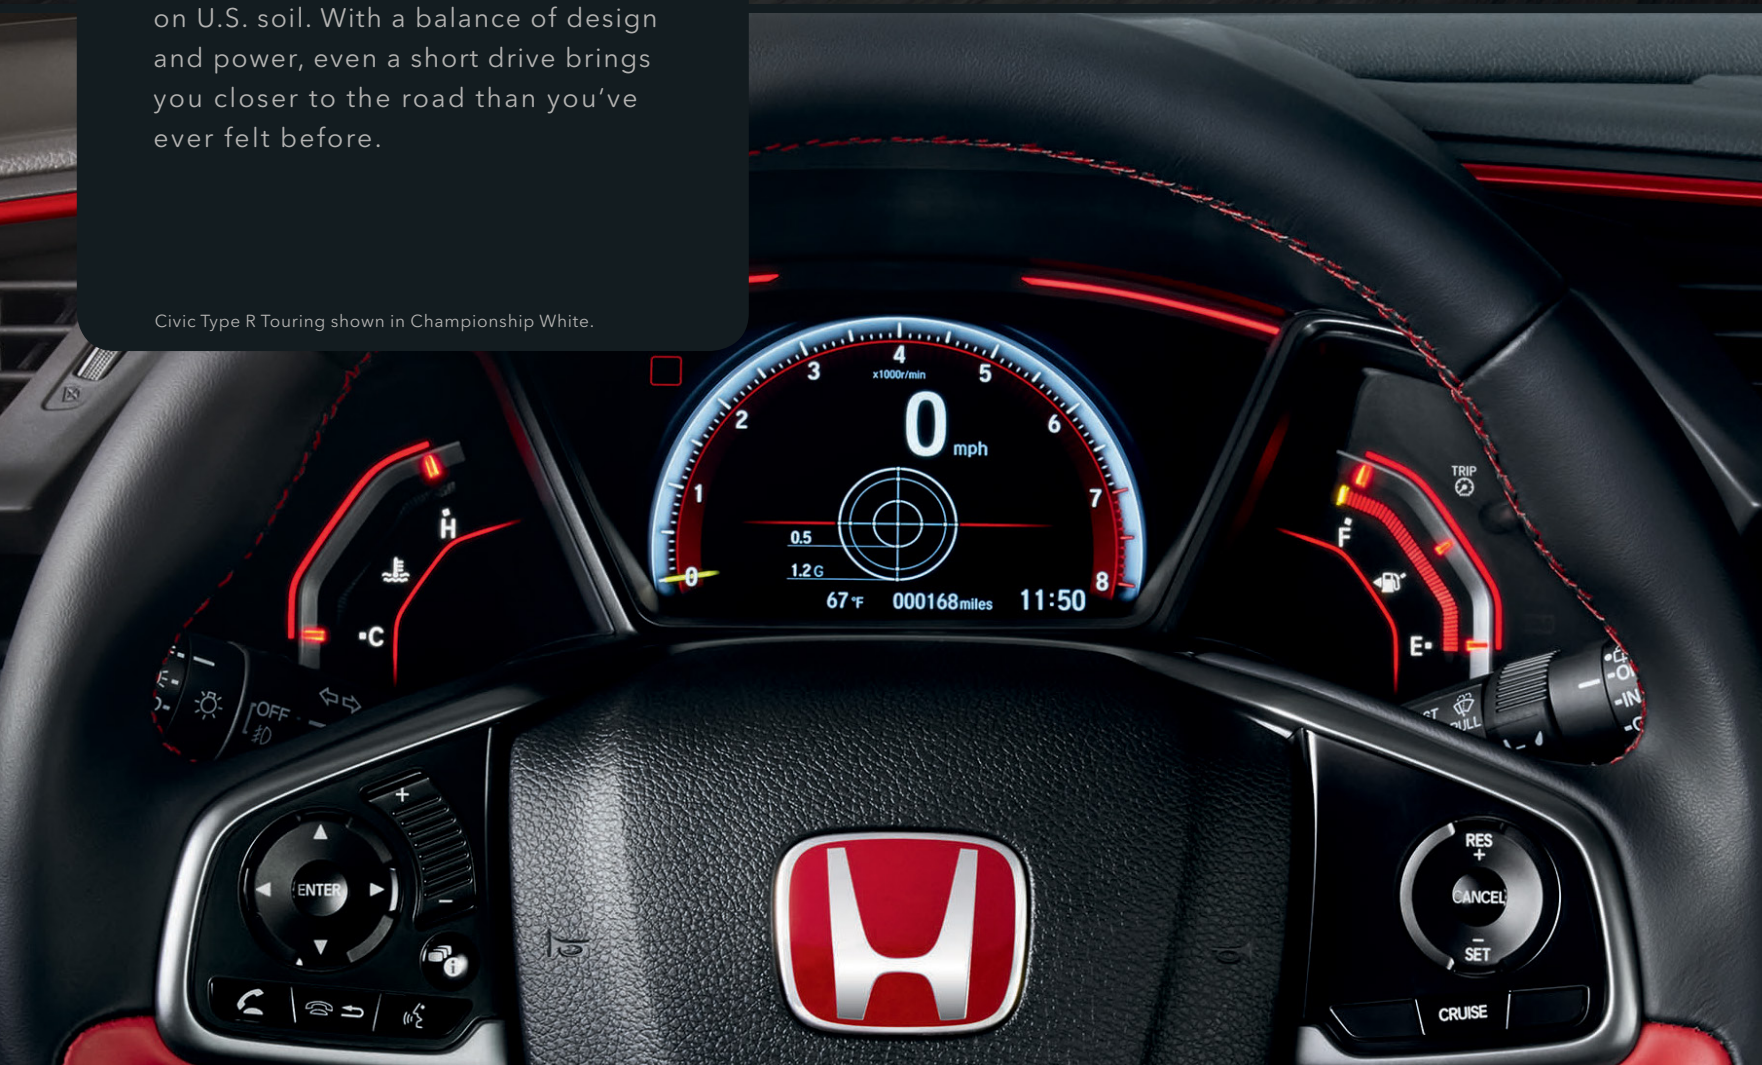 on U.S. soil. With a balance of design
and power, even a short drive brings
you closer to the road than you’ve
ever felt before.
Civic Type R Touring shown in Championship White.
0
1
2
3
4
5
6
7
8
x1000r/min
0 mph
0.5
1.2 G
67°F 000168 miles 11:50
H
C
TRIP
F
E
OFF
PULL
+
ENTER
−
RES
+
CANCEL
−
SET
CRUISE